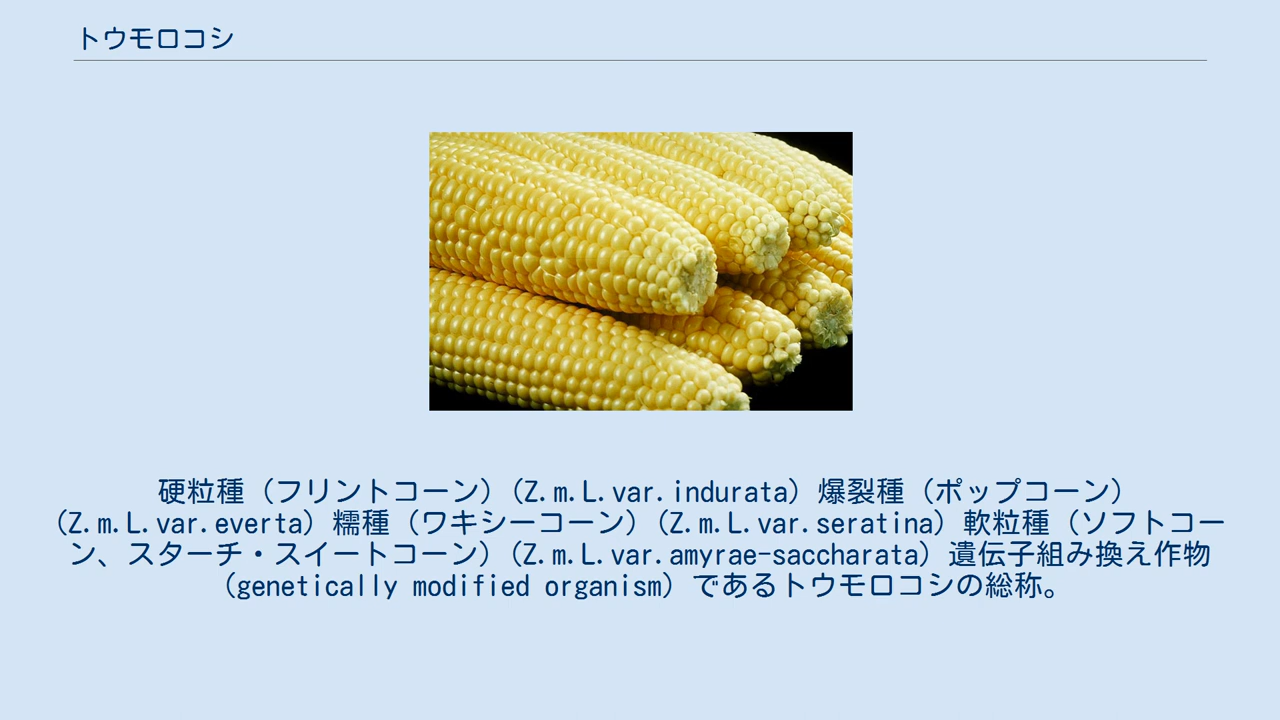 トウモロコシ
硬粒種（フリントコーン）(Z.m.L.var.indurata）爆裂種（ポップコーン）
(Z.m.L.var.everta）糯種（ワキシーコーン）(Z.m.L.var.seratina）軟粒種（ソフトコー
ン、スターチ・スイートコーン）(Z.m.L.var.amyrae-saccharata）遺伝子組み換え作物
（genetically modified organism）であるトウモロコシの総称。